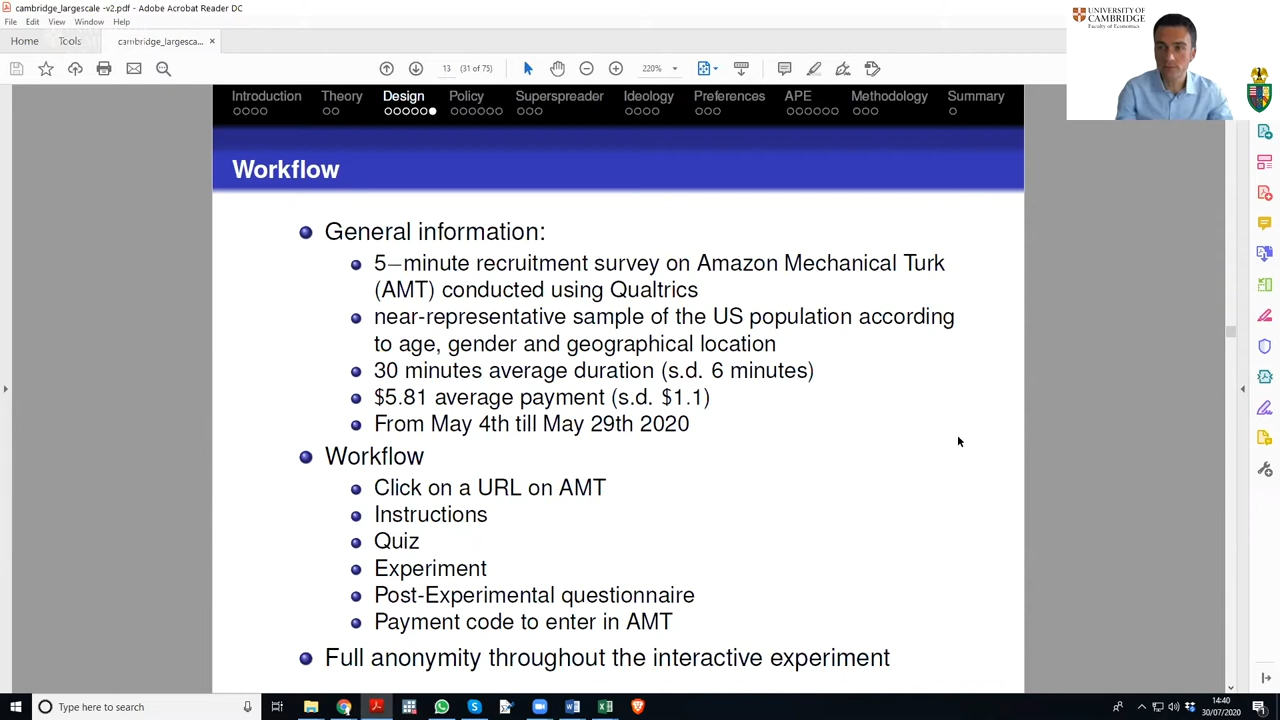 cambridge_largescale -v2.pdf - Adobe Acrobat Reader DC
File Edit View Window Help
Home Tools cambridge_largesca... ×
13 (31 of 75) 220%
UNIVERSITY OF
CAMBRIDGE
Faculty of Economics
Introduction Theory Design Policy Superspreader Ideology Preferences APE Methodology Summary
Workflow
General information:
5−minute recruitment survey on Amazon Mechanical Turk
(AMT) conducted using Qualtrics
near-representative sample of the US population according
to age, gender and geographical location
30 minutes average duration (s.d. 6 minutes)
$5.81 average payment (s.d. $1.1)
From May 4th till May 29th 2020
Workflow
Click on a URL on AMT
Instructions
Quiz
Experiment
Post-Experimental questionnaire
Payment code to enter in AMT
Full anonymity throughout the interactive experiment
Type here to search
14:40
30/07/2020